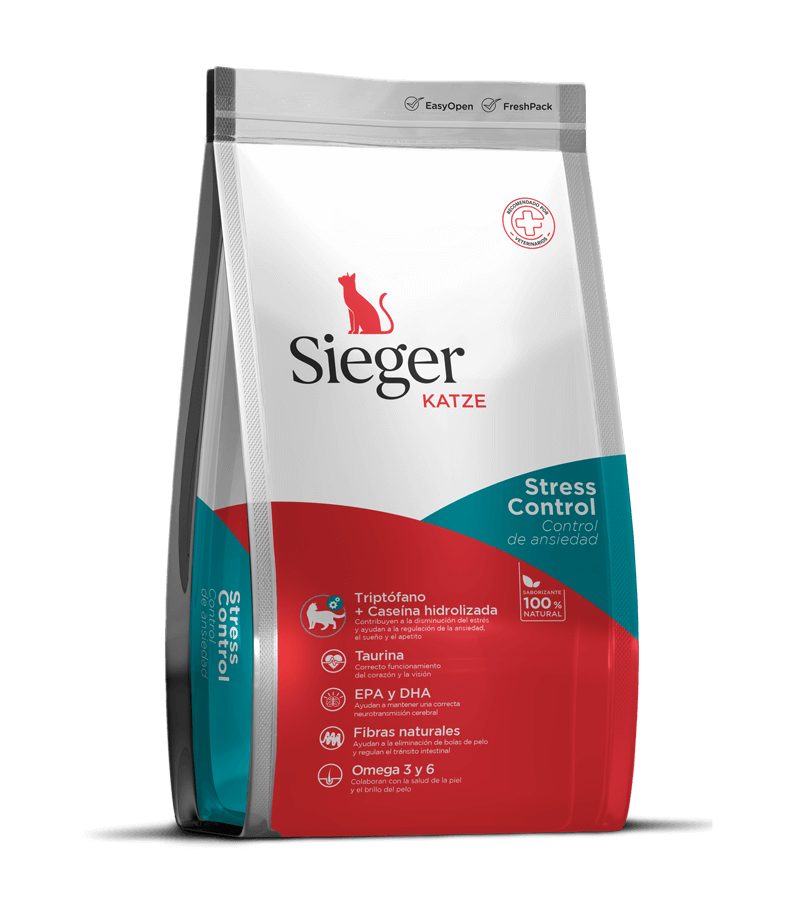 EasyOpen FreshPack
RECOMENDADO POR
VETERINARIOS
Sieger
KATZE
Stress
Control
Control
de ansiedad
SABORIZANTE
100%
NATURAL
Triptófano
+ Caseína hidrolizada
Contribuyen a la disminución del estrés
y ayudan a la regulación de la ansiedad,
el sueño y el apetito
Taurina
Correcto funcionamiento
del corazón y la visión
EPA y DHA
Ayudan a mantener una correcta
neurotransmisión cerebral
Fibras naturales
Ayudan a la eliminación de bolas de pelo
y regulan el tránsito intestinal
Omega 3 y 6
Colaboran con la salud de la piel
y el brillo del pelo
Stress
Control
Control
de ansiedad